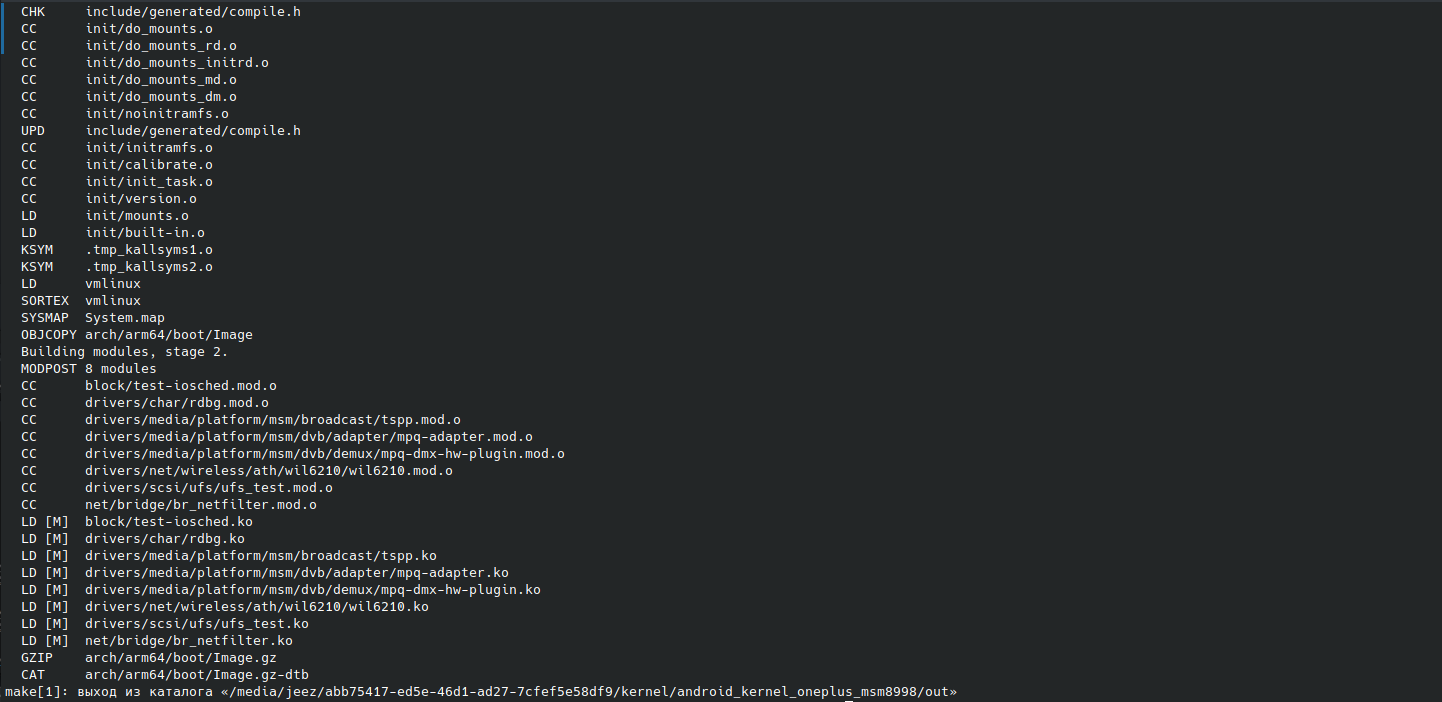 CHK     include/generated/compile.h
CC      init/do_mounts.o
CC      init/do_mounts_rd.o
CC      init/do_mounts_initrd.o
CC      init/do_mounts_md.o
CC      init/do_mounts_dm.o
CC      init/noinitramfs.o
UPD     include/generated/compile.h
CC      init/initramfs.o
CC      init/calibrate.o
CC      init/init_task.o
CC      init/version.o
LD      init/mounts.o
LD      init/built-in.o
KSYM    .tmp_kallsyms1.o
KSYM    .tmp_kallsyms2.o
LD      vmlinux
SORTEX  vmlinux
SYSMAP  System.map
OBJCOPY arch/arm64/boot/Image
Building modules, stage 2.
MODPOST 8 modules
CC      block/test-iosched.mod.o
CC      drivers/char/rdbg.mod.o
CC      drivers/media/platform/msm/broadcast/tspp.mod.o
CC      drivers/media/platform/msm/dvb/adapter/mpq-adapter.mod.o
CC      drivers/media/platform/msm/dvb/demux/mpq-dmx-hw-plugin.mod.o
CC      drivers/net/wireless/ath/wil6210/wil6210.mod.o
CC      drivers/scsi/ufs/ufs_test.mod.o
CC      net/bridge/br_netfilter.mod.o
LD [M]  block/test-iosched.ko
LD [M]  drivers/char/rdbg.ko
LD [M]  drivers/media/platform/msm/broadcast/tspp.ko
LD [M]  drivers/media/platform/msm/dvb/adapter/mpq-adapter.ko
LD [M]  drivers/media/platform/msm/dvb/demux/mpq-dmx-hw-plugin.ko
LD [M]  drivers/net/wireless/ath/wil6210/wil6210.ko
LD [M]  drivers/scsi/ufs/ufs_test.ko
LD [M]  net/bridge/br_netfilter.ko
GZIP    arch/arm64/boot/Image.gz
CAT     arch/arm64/boot/Image.gz-dtb
make[1]: выход из каталога «/media/jeez/abb75417-ed5e-46d1-ad27-7cfef5e58df9/kernel/android_kernel_oneplus_msm8998/out»